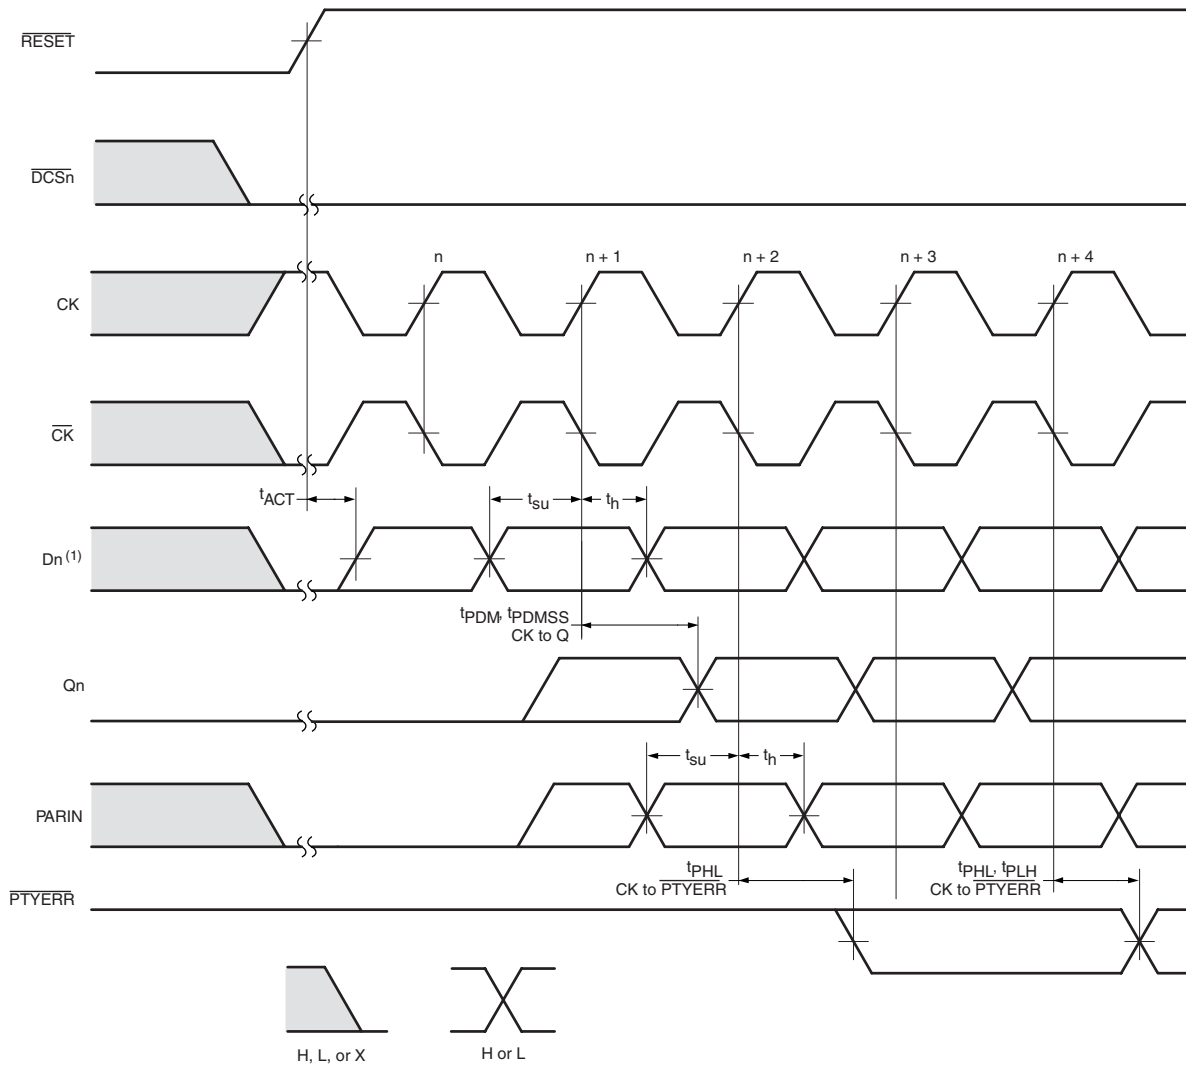 RESET
DCSn
n n + 1 n + 2 n + 3 n + 4
CK
CK
tACT
tsu th
Dn(1)
tPDM, tPDMSS
CK to Q
Qn
tsu th
PARIN
tPHL
CK to PTYERR
tPHL, tPLH
CK to PTYERR
PTYERR
H, L, or X
H or L